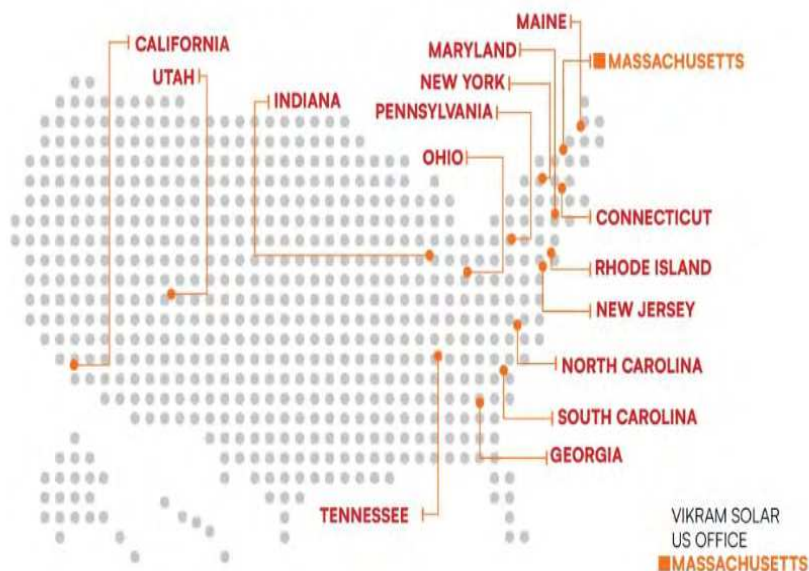 MAINE
CALIFORNIA
MARYLAND
MASSACHUSETTS
UTAH
NEW YORK
INDIANA
PENNSYLVANIA
OHIO
CONNECTICUT
RHODE ISLAND
NEW JERSEY
NORTH CAROLINA
SOUTH CAROLINA
GEORGIA
TENNESSEE
VIKRAM SOLAR
US OFFICE
MASSACHUSETTS